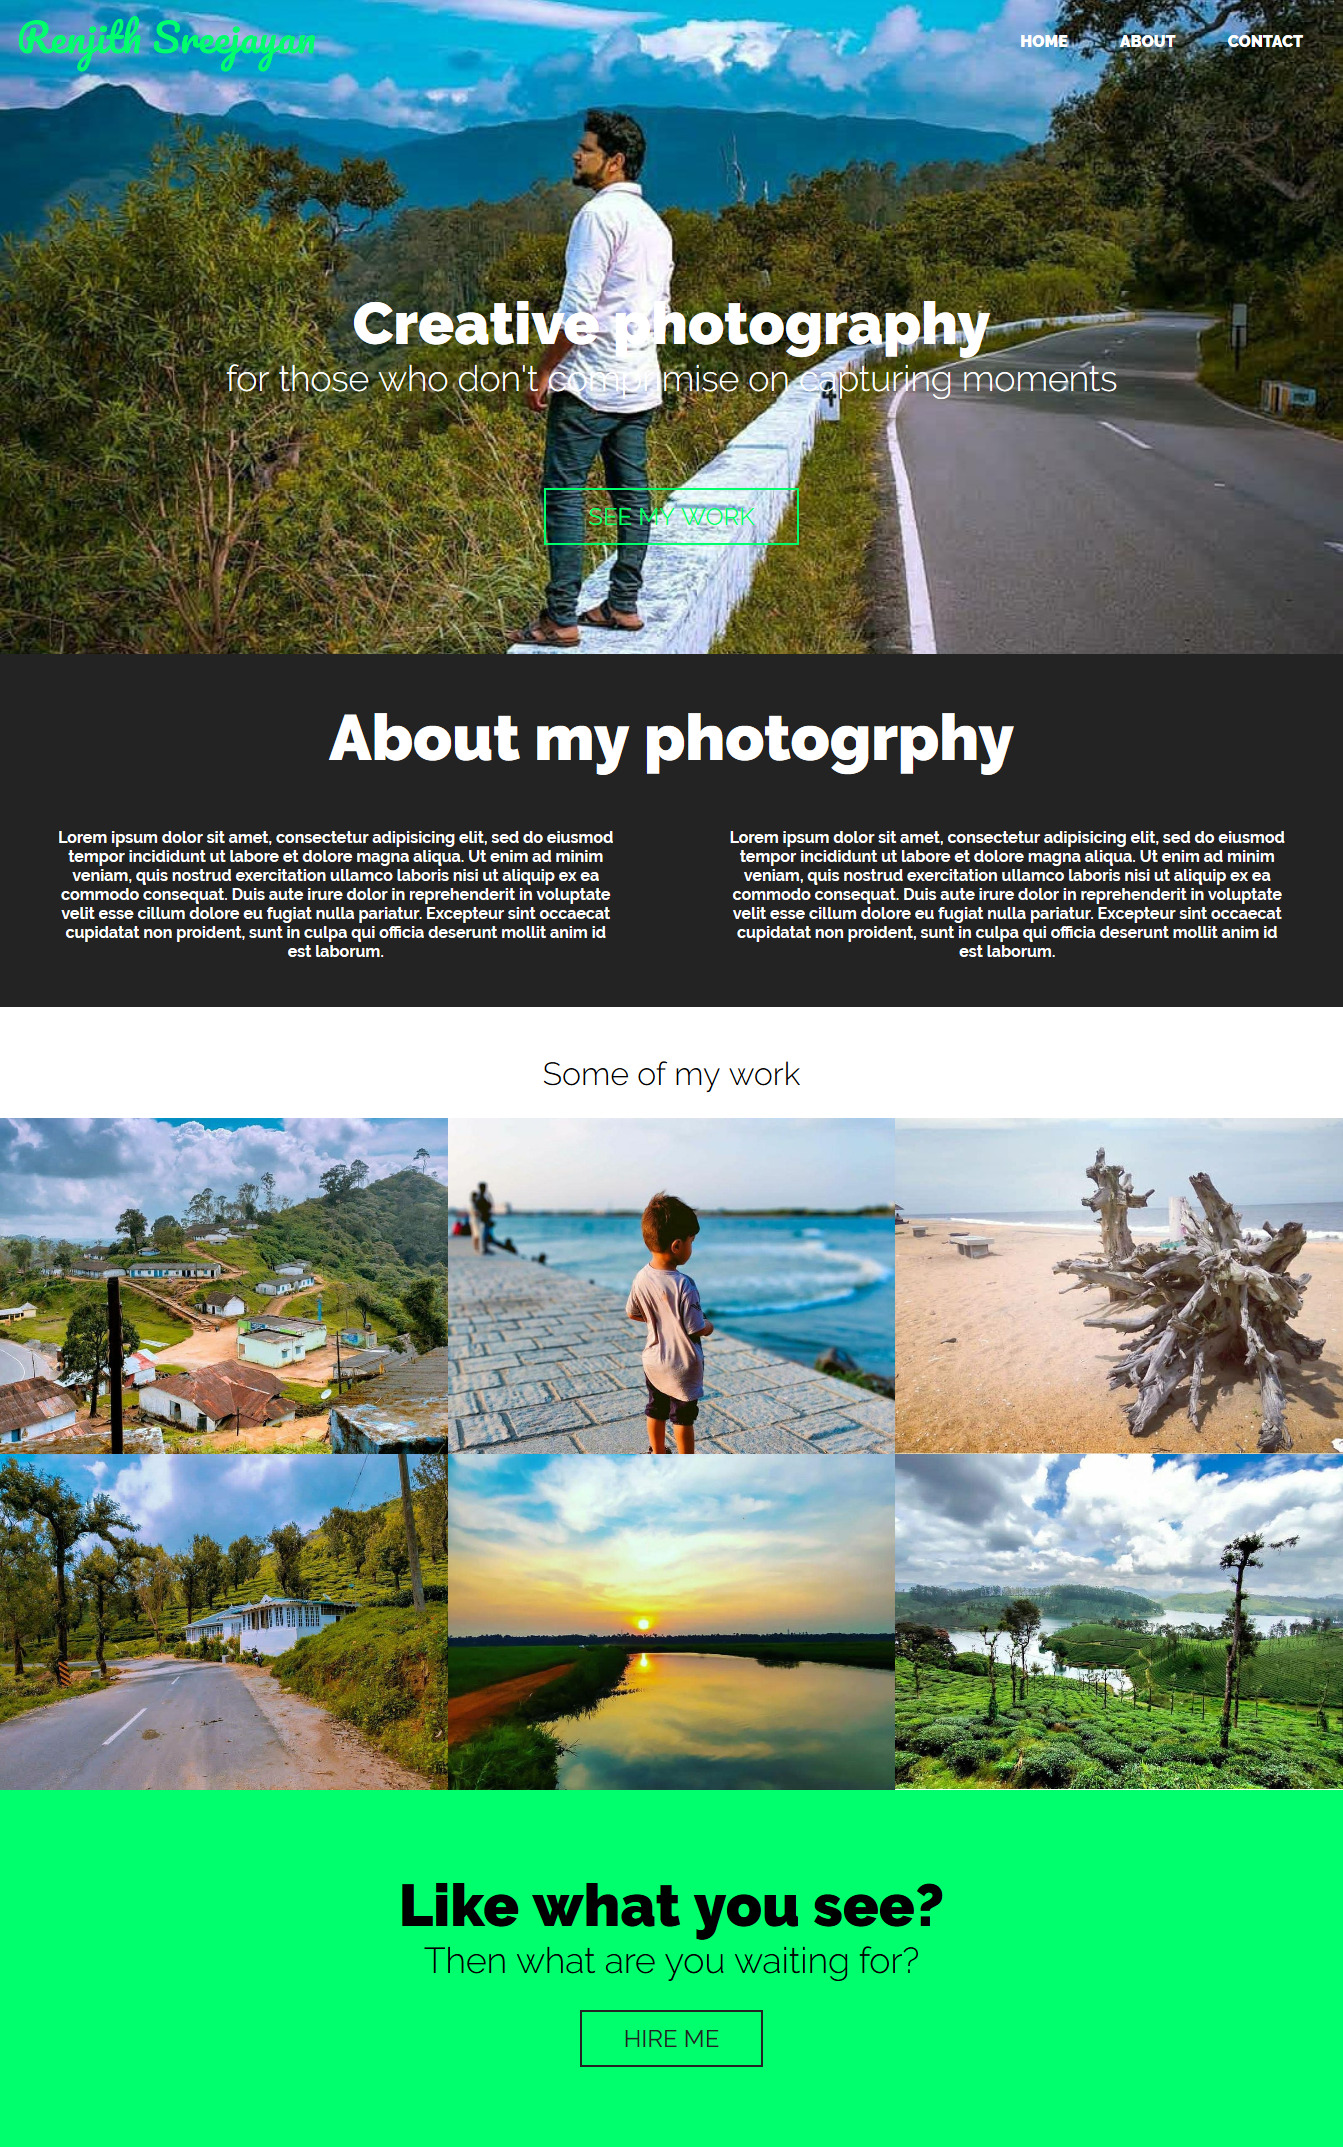 Renjith Sreejayan
HOME ABOUT CONTACT
Creative photography
for those who don't comprimise on capturing moments
SEE MY WORK
About my photogrphy
Lorem ipsum dolor sit amet, consectetur adipisicing elit, sed do eiusmod
tempor incididunt ut labore et dolore magna aliqua. Ut enim ad minim
veniam, quis nostrud exercitation ullamco laboris nisi ut aliquip ex ea
commodo consequat. Duis aute irure dolor in reprehenderit in voluptate
velit esse cillum dolore eu fugiat nulla pariatur. Excepteur sint occaecat
cupidatat non proident, sunt in culpa qui officia deserunt mollit anim id
est laborum.
Lorem ipsum dolor sit amet, consectetur adipisicing elit, sed do eiusmod
tempor incididunt ut labore et dolore magna aliqua. Ut enim ad minim
veniam, quis nostrud exercitation ullamco laboris nisi ut aliquip ex ea
commodo consequat. Duis aute irure dolor in reprehenderit in voluptate
velit esse cillum dolore eu fugiat nulla pariatur. Excepteur sint occaecat
cupidatat non proident, sunt in culpa qui officia deserunt mollit anim id
est laborum.
Some of my work
Like what you see?
Then what are you waiting for?
HIRE ME